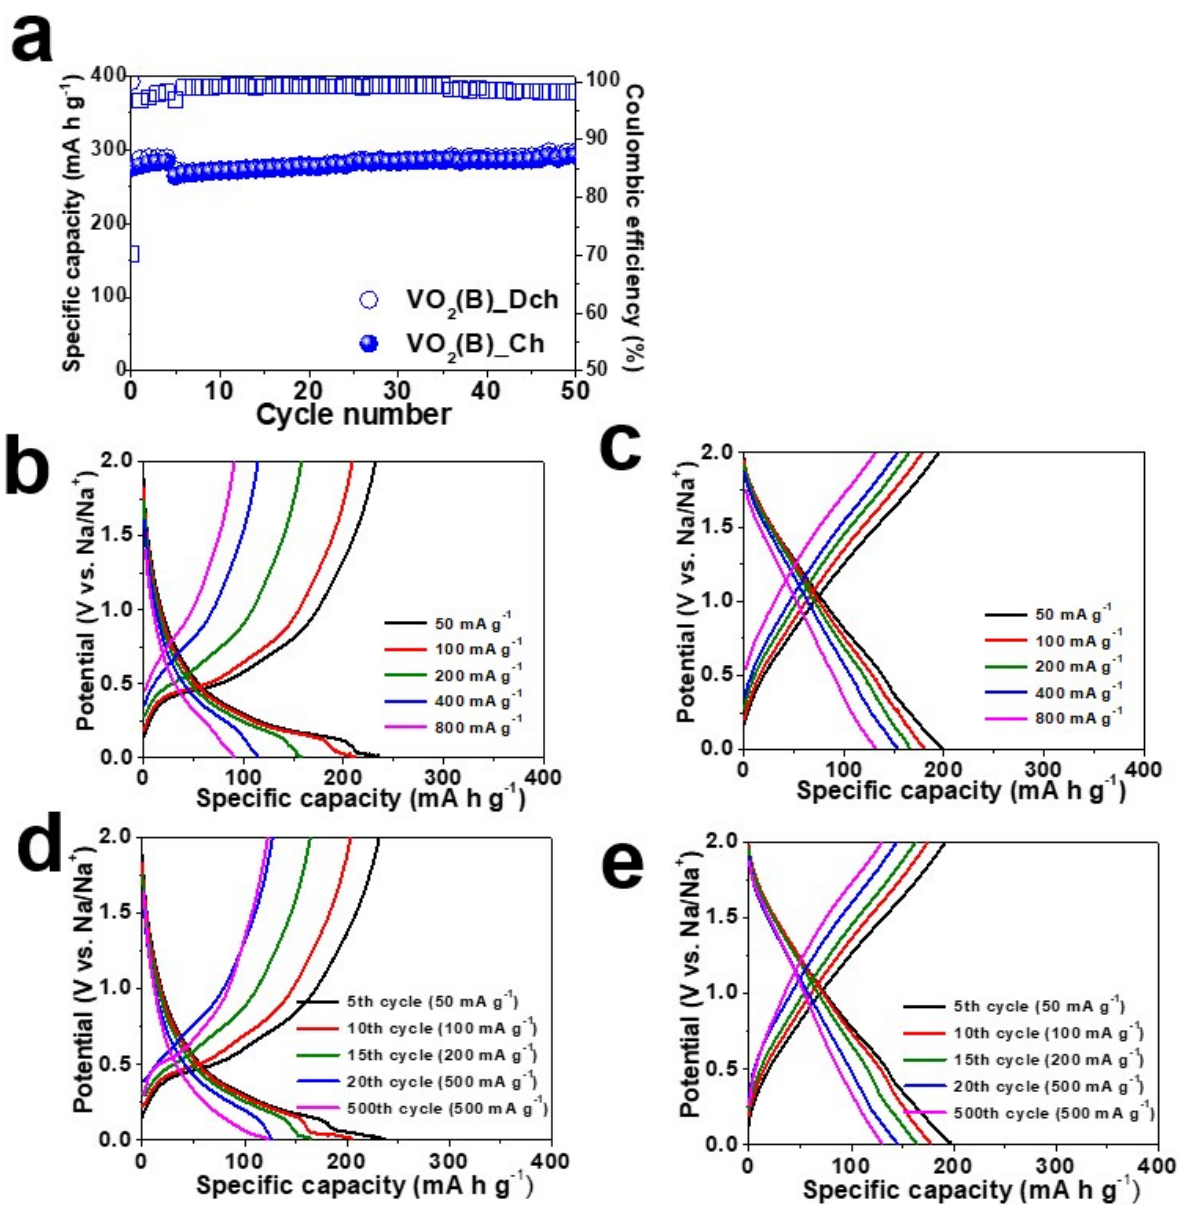 a
400
300
200
100
0
Specific capacity (mA h g⁻¹)
100
90
80
70
60
50
Coulombic efficiency (%)
VO₂(B)_Dch
VO₂(B)_Ch
0 10 20 30 40 50
Cycle number
b
2.0
1.5
1.0
0.5
0.0
Potential (V vs. Na/Na⁺)
50 mA g⁻¹
100 mA g⁻¹
200 mA g⁻¹
400 mA g⁻¹
800 mA g⁻¹
0 100 200 300 400
Specific capacity (mA h g⁻¹)
c
2.0
1.5
1.0
0.5
0.0
Potential (V vs. Na/Na⁺)
50 mA g⁻¹
100 mA g⁻¹
200 mA g⁻¹
400 mA g⁻¹
800 mA g⁻¹
0 100 200 300 400
Specific capacity (mA h g⁻¹)
d
2.0
1.5
1.0
0.5
0.0
Potential (V vs. Na/Na⁺)
5th cycle (50 mA g⁻¹)
10th cycle (100 mA g⁻¹)
15th cycle (200 mA g⁻¹)
20th cycle (500 mA g⁻¹)
500th cycle (500 mA g⁻¹)
0 100 200 300 400
Specific capacity (mA h g⁻¹)
e
2.0
1.5
1.0
0.5
0.0
Potential (V vs. Na/Na⁺)
5th cycle (50 mA g⁻¹)
10th cycle (100 mA g⁻¹)
15th cycle (200 mA g⁻¹)
20th cycle (500 mA g⁻¹)
500th cycle (500 mA g⁻¹)
0 100 200 300 400
Specific capacity (mA h g⁻¹)